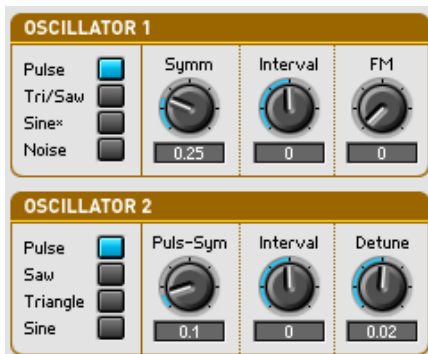 OSCILLATOR 1
Pulse
Tri/Saw
Sineˣ
Noise
Symm
Interval
FM
0.25
0
0
OSCILLATOR 2
Pulse
Saw
Triangle
Sine
Puls-Sym
Interval
Detune
0.1
0
0.02